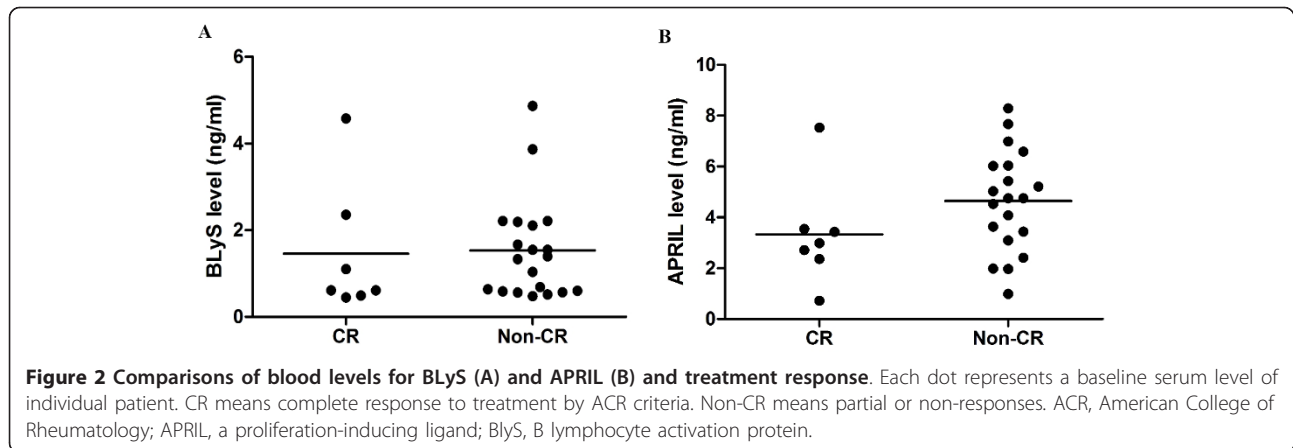 A
B
6
4
2
0
BLyS level (ng/ml)
CR
Non-CR
10
8
6
4
2
0
APRIL level (ng/ml)
CR
Non-CR
Figure 2 Comparisons of blood levels for BLyS (A) and APRIL (B) and treatment response. Each dot represents a baseline serum level of
individual patient. CR means complete response to treatment by ACR criteria. Non-CR means partial or non-responses. ACR, American College of
Rheumatology; APRIL, a proliferation-inducing ligand; BlyS, B lymphocyte activation protein.